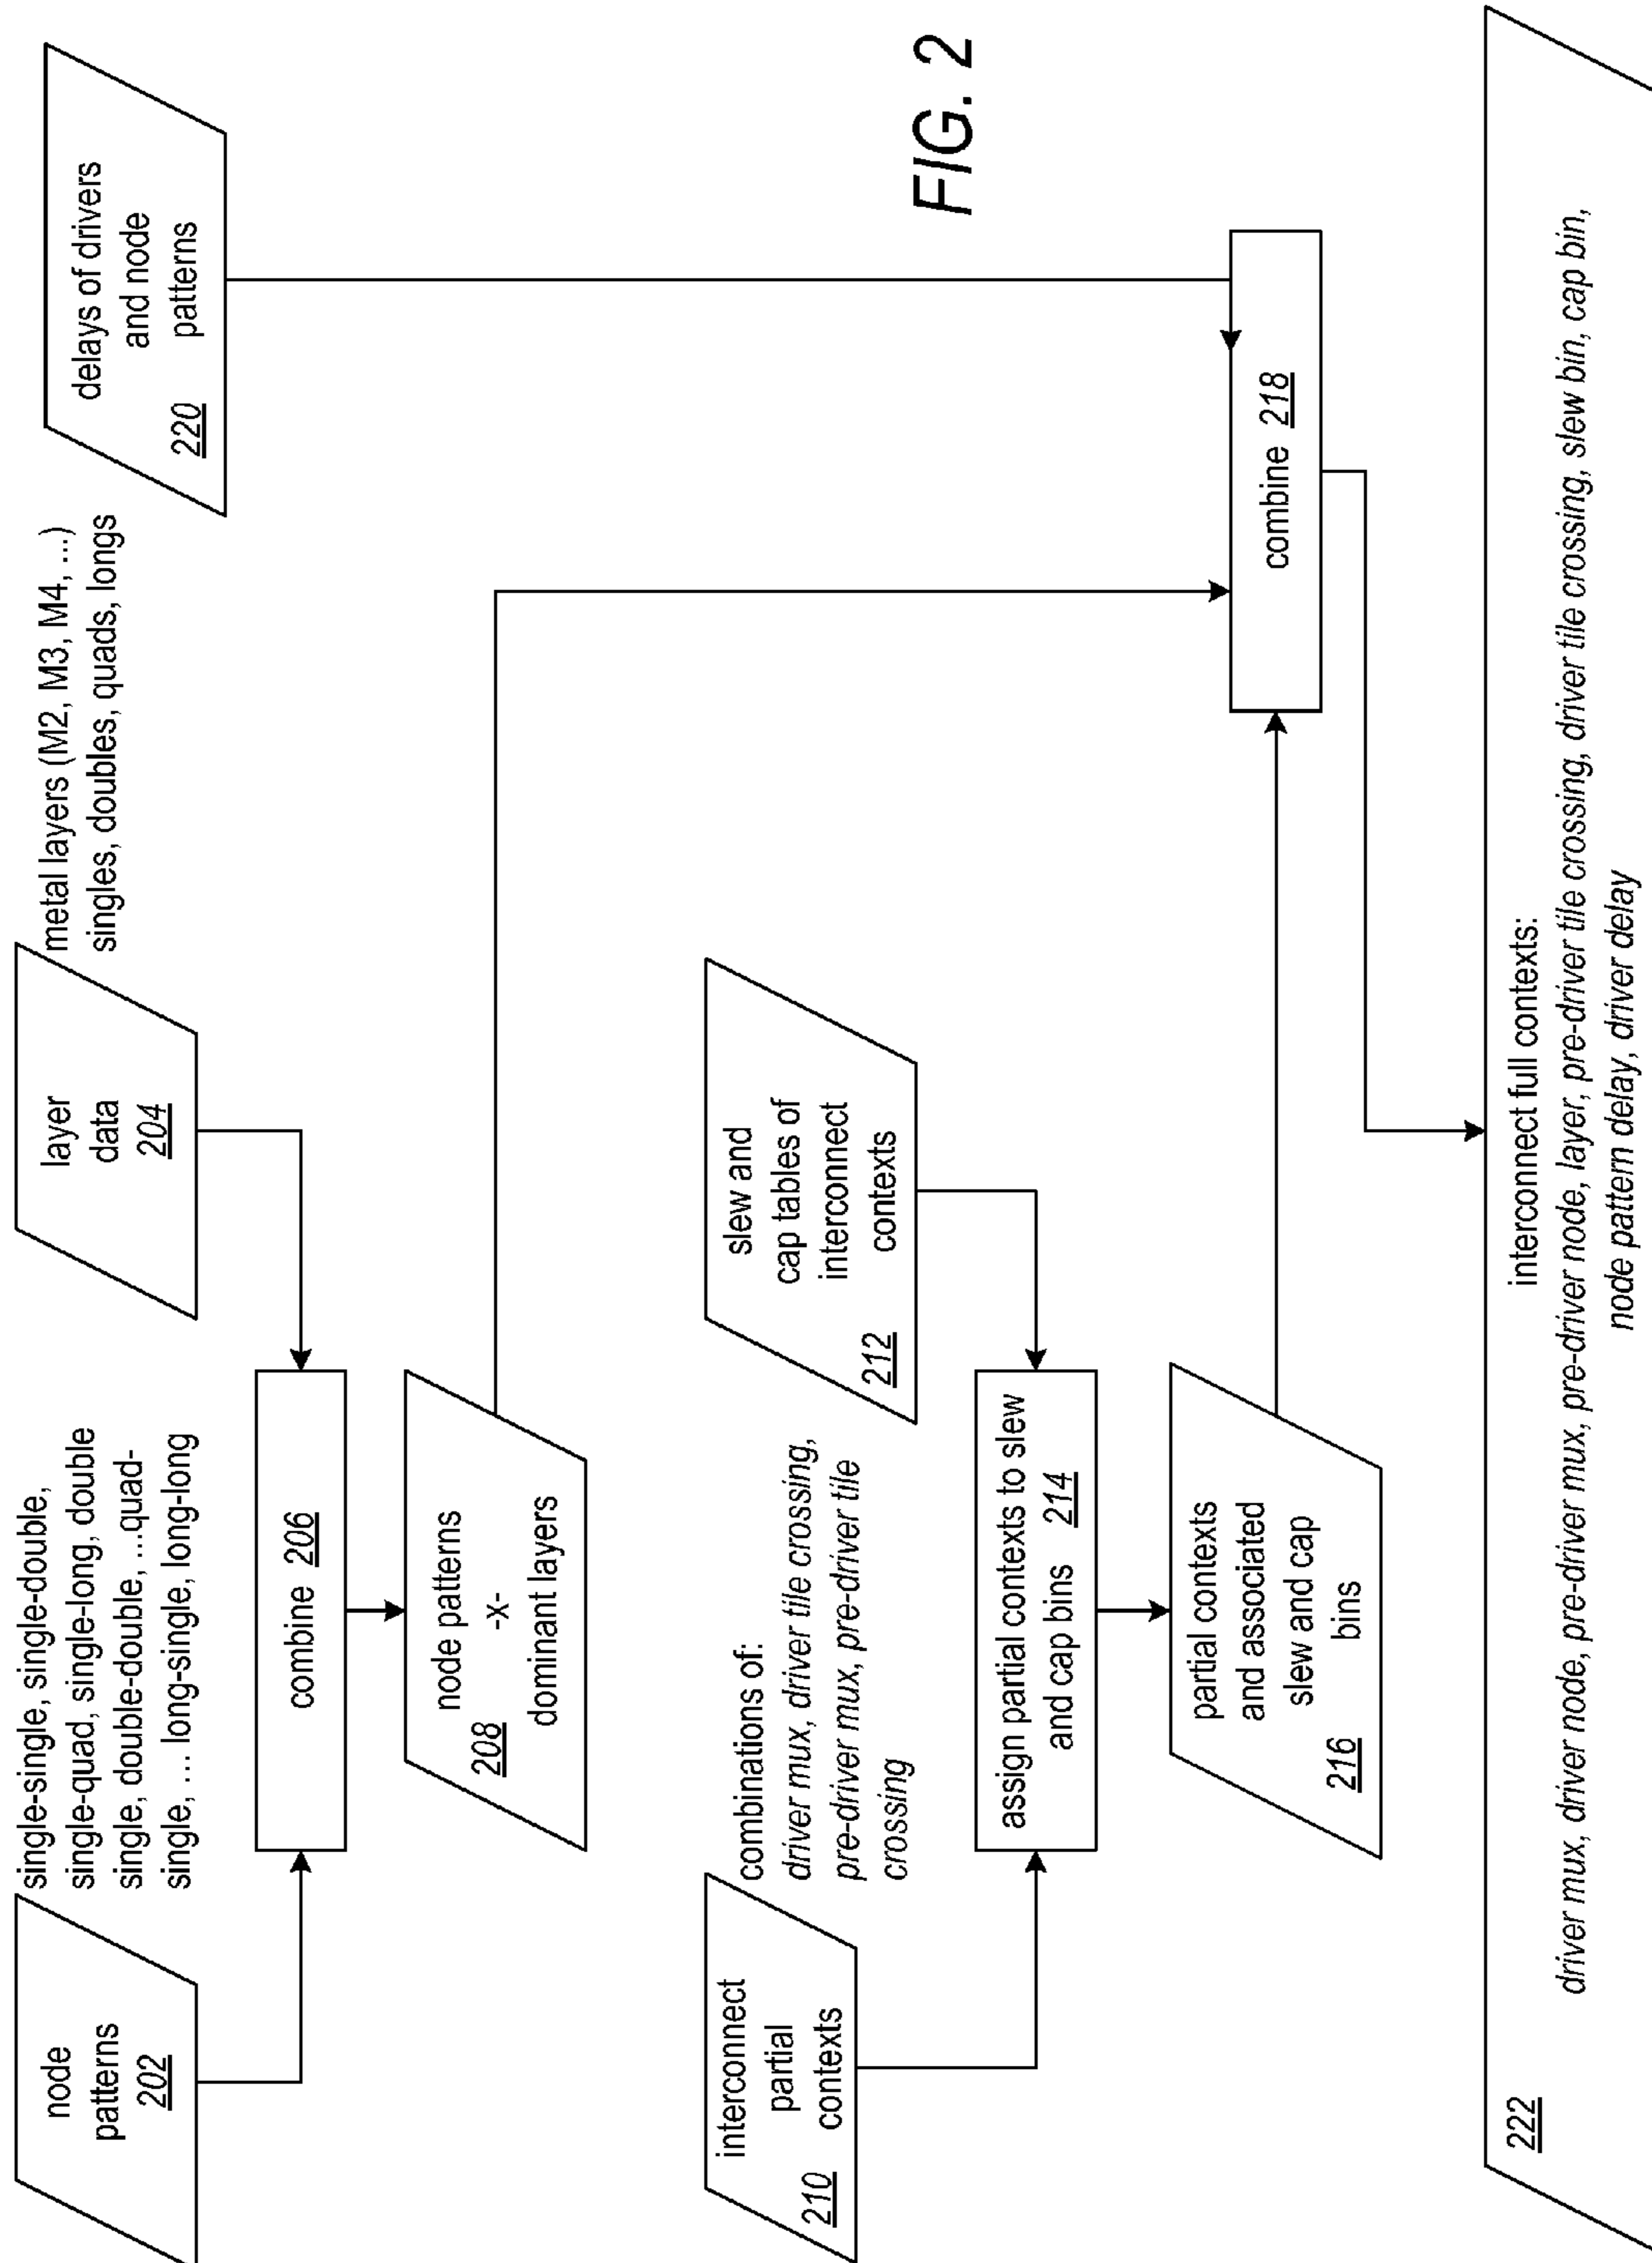 node
patterns
202
single-single, single-double,
single-quad, single-long, double
single, double-double, ...quad-
single, ... long-single, long-long
layer
data
204
metal layers (M2, M3, M4, ...)
singles, doubles, quads, longs
delays of drivers
and node
patterns
220
combine 206
node patterns
-x-
dominant layers
208
interconnect
partial
contexts
210
combinations of:
driver mux, driver tile crossing,
pre-driver mux, pre-driver tile
crossing
slew and
cap tables of
interconnect
contexts
212
assign partial contexts to slew
and cap bins 214
partial contexts
and associated
slew and cap
bins
216
combine 218
FIG. 2
222
interconnect full contexts:
driver mux, driver node, pre-driver mux, pre-driver node, layer, pre-driver tile crossing, driver tile crossing, slew bin, cap bin,
node pattern delay, driver delay